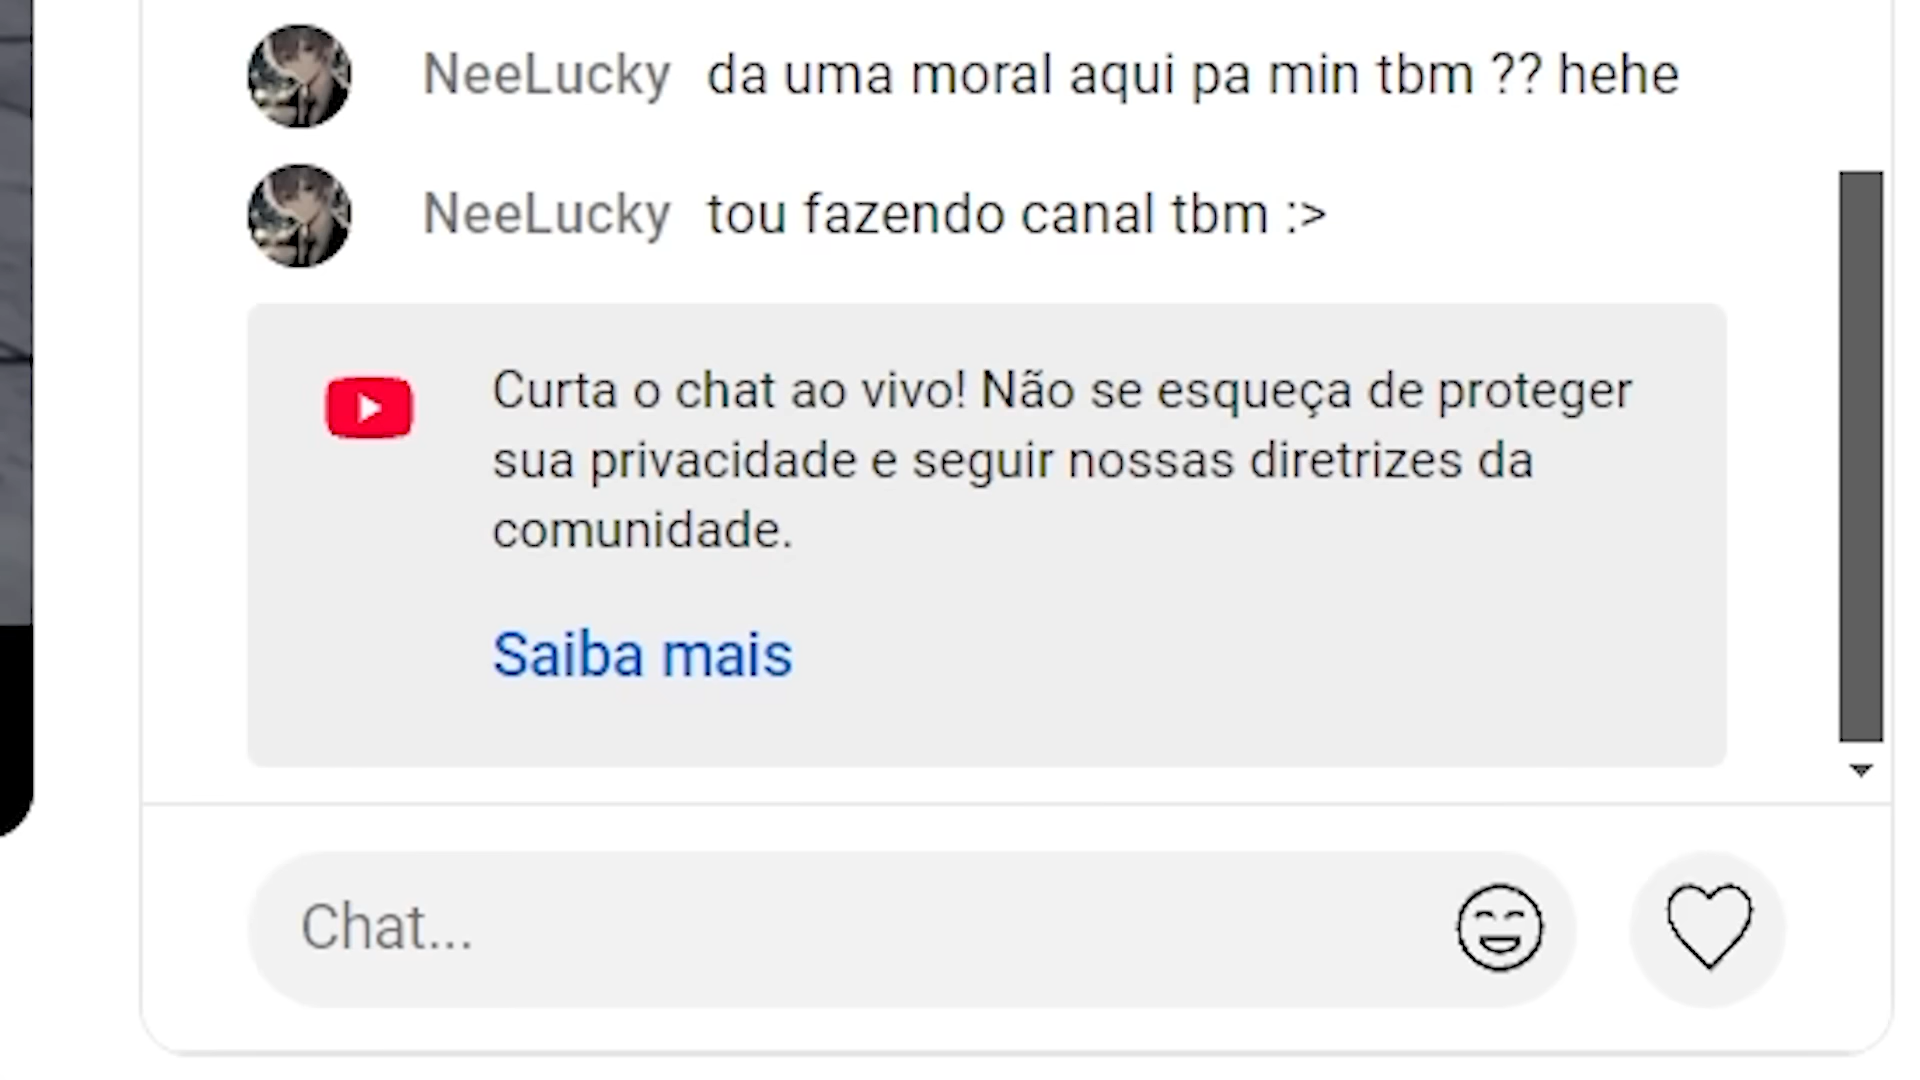 NeeLucky da uma moral aqui pa min tbm ?? hehe
NeeLucky tou fazendo canal tbm :>
Curta o chat ao vivo! Não se esqueça de proteger
sua privacidade e seguir nossas diretrizes da
comunidade.
Saiba mais
Chat...